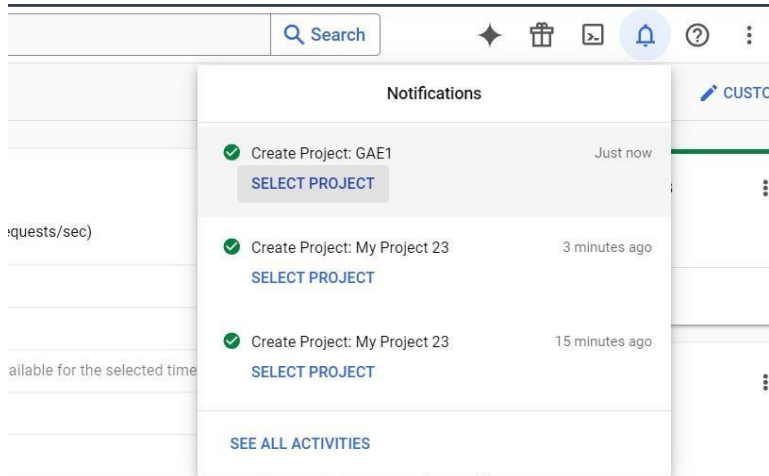 Search
Notifications
CUSTO
Create Project: GAE1
Just now
SELECT PROJECT
equests/sec)
Create Project: My Project 23
3 minutes ago
SELECT PROJECT
Create Project: My Project 23
15 minutes ago
ailable for the selected time
SELECT PROJECT
SEE ALL ACTIVITIES